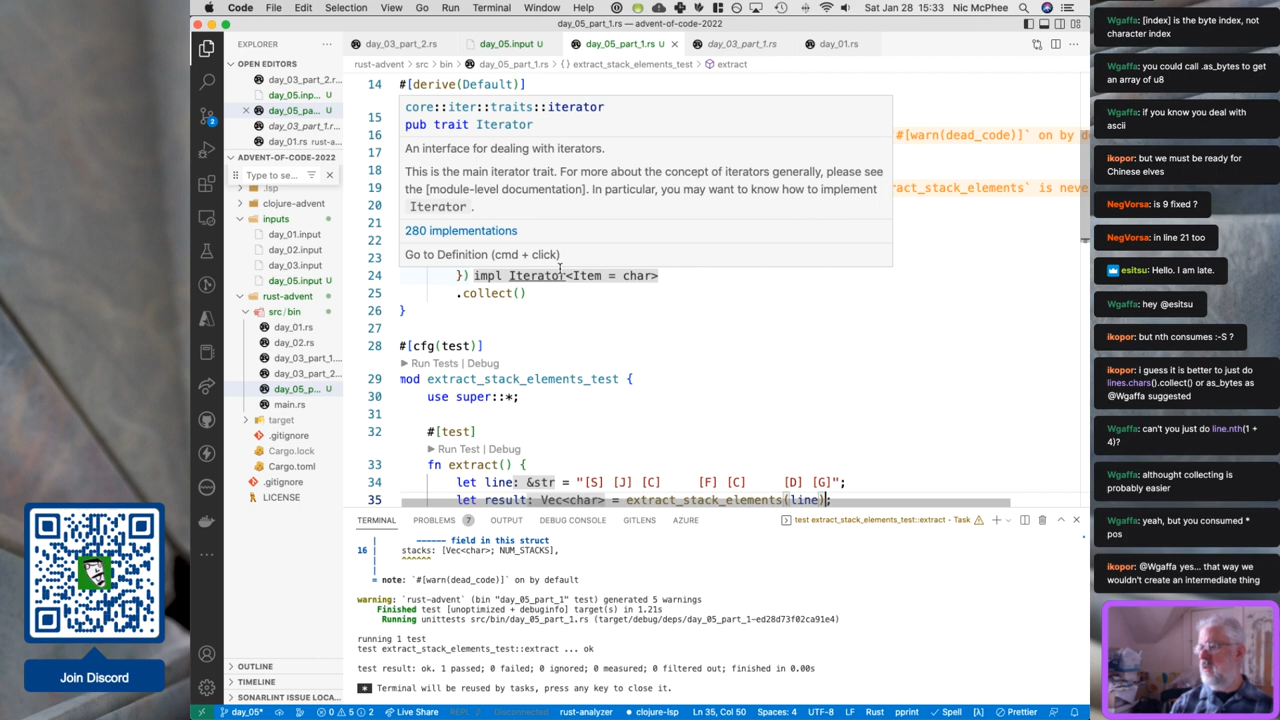 Code File Edit Selection View Go Run Terminal Window Help Sat Jan 28 15:33 Nic McPhee
day_05_part_1.rs — advent-of-code-2022
EXPLORER
day_03_part_2.rs day_05.input U day_05_part_1.rs U day_03_part_1.rs day_01.rs
rust-advent > src > bin > day_05_part_1.rs > {} extract_stack_elements_test > extract
OPEN EDITORS
day_03_part_2.r...
day_05.inp... U
day_05_pa... U
day_03_part_1.r...
day_01.rs rust-a...
ADVENT-OF-CODE-2022
Type to se...
.lsp
clojure-advent
inputs
day_01.input
day_02.input
day_03.input
day_05.input U
rust-advent
src/bin
day_01.rs
day_02.rs
day_03_part_1....
day_03_part_2....
day_05_p... U
main.rs
target
.gitignore
Cargo.lock
Cargo.toml
.gitignore
LICENSE
OUTLINE
TIMELINE
SONARLINT ISSUE LOCA...
14 #[derive(Default)]
core::iter::traits::iterator
pub trait Iterator
An interface for dealing with iterators.
This is the main iterator trait. For more about the concept of iterators generally, please see
the [module-level documentation]. In particular, you may want to know how to implement
Iterator .
280 implementations
Go to Definition (cmd + click)
15
16 #[warn(dead_code)]` on by d
17
18
19 ract_stack_elements` is neve
20
21
22
23
24 }) impl Iterator<Item = char>
25 .collect()
26 }
27
28 #[cfg(test)]
Run Tests | Debug
29 mod extract_stack_elements_test {
30 use super::*;
31
32 #[test]
Run Test | Debug
33 fn extract() {
34 let line: &str = "[S] [J] [C]     [F] [C]     [D] [G]";
35 let result: Vec<char> = extract_stack_elements(line);
TERMINAL PROBLEMS 7 OUTPUT DEBUG CONSOLE GITLENS AZURE test extract_stack_elements_test::extract - Task
| ------ field in this struct
16 | stacks: [Vec<char>; NUM_STACKS],
| ^^^^^^
|
= note: `#[warn(dead_code)]` on by default
warning: `rust-advent` (bin "day_05_part_1" test) generated 5 warnings
Finished test [unoptimized + debuginfo] target(s) in 1.21s
Running unittests src/bin/day_05_part_1.rs (target/debug/deps/day_05_part_1-ed28d73f02ca91e4)
running 1 test
test extract_stack_elements_test::extract ... ok
test result: ok. 1 passed; 0 failed; 0 ignored; 0 measured; 0 filtered out; finished in 0.00s
* Terminal will be reused by tasks, press any key to close it.
day_05* 0 5 2 Live Share Disconnected rust-analyzer clojure-lsp Ln 35, Col 50 Spaces: 4 UTF-8 LF Rust pprint Spell [λ] Prettier
Join Discord
Wgaffa: [index] is the byte index, not
character index
Wgaffa: you could call .as_bytes to get
an array of u8
Wgaffa: if you know you deal with
ascii
ikopor: but we must be ready for
Chinese elves
NegVorsa: is 9 fixed ?
NegVorsa: in line 21 too
esitsu: Hello. I am late.
Wgaffa: hey @esitsu
ikopor: but nth consumes :-S ?
ikopor: i guess it is better to just do
lines.chars().collect() or as_bytes as
@Wgaffa suggested
Wgaffa: can't you just do line.nth(1 +
4)?
Wgaffa: althought collecting is
probably easier
Wgaffa: yeah, but you consumed *
pos
ikopor: @Wgaffa yes... that way we
wouldn't create an intermediate thing